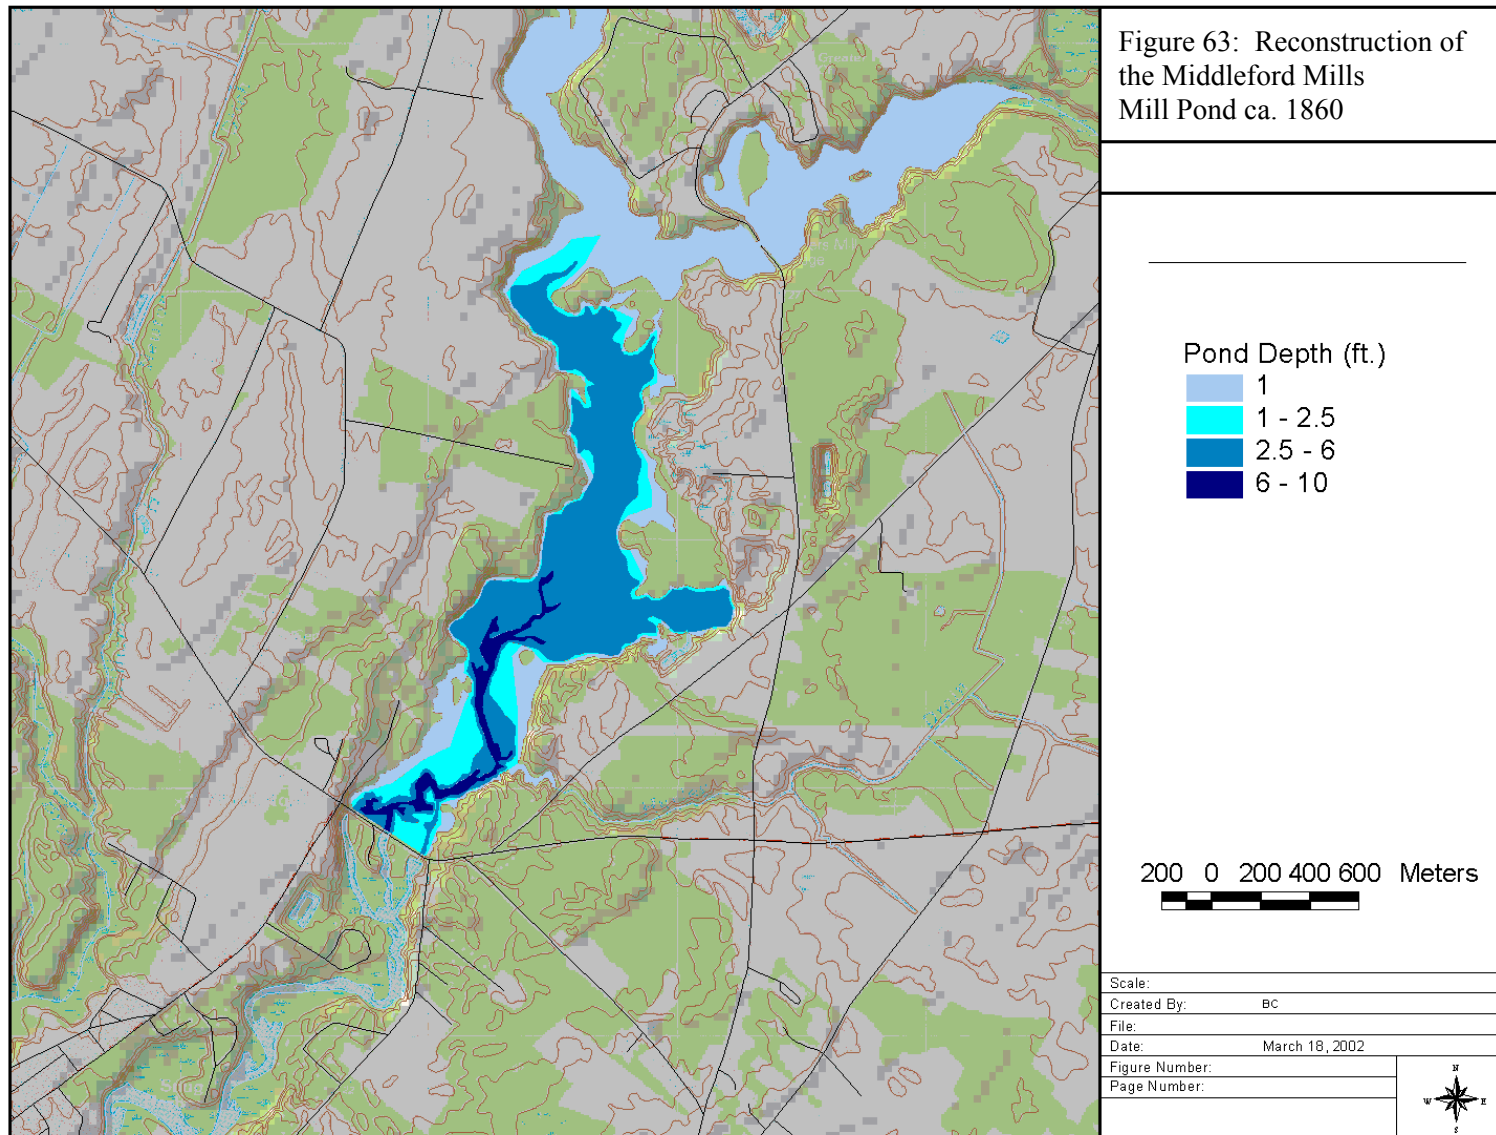 Figure 63: Reconstruction of
the Middleford Mills
Mill Pond ca. 1860
Greate
Pond Depth (ft.)
1
1 - 2.5
2.5 - 6
6 - 10
200 0 200 400 600 Meters
Scale:
Created By: BC
File:
Date: March 18, 2002
Figure Number:
Page Number:
N
W E
S